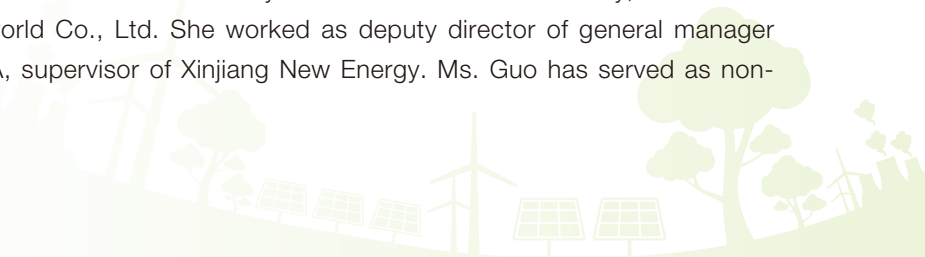 orld Co., Ltd. She worked as deputy director of general manager
, supervisor of Xinjiang New Energy. Ms. Guo has served as non-